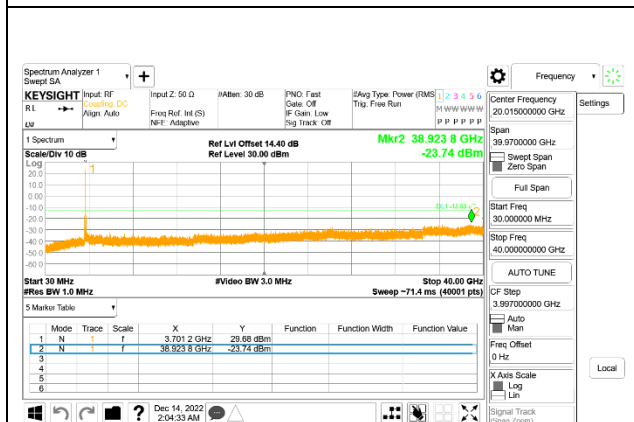 Spectrum Analyzer 1
Swept SA
+
Frequency
KEYSIGHT
Input: RF
Input Z: 50 Ω
#Atten: 30 dB
PNO: Fast
#Avg Type: Power (RMS
1 2 3 4 5 6
RL
Coupling: DC
Gate: Off
Trig: Free Run
M W W W W W
Align: Auto
Freq Ref: Int (S)
IF Gain: Low
NFE: Adaptive
Sig Track: Off
P P P P P P
Center Frequency
20.015000000 GHz
Settings
Span
39.9700000 GHz
Swept Span
Zero Span
Full Span
Start Freq
30.000000 MHz
Stop Freq
40.000000000 GHz
AUTO TUNE
CF Step
3.997000000 GHz
Auto
Man
Freq Offset
0 Hz
X Axis Scale
Log
Lin
Local
Signal Track
(Span Zoom)
1 Spectrum
Ref Lvl Offset 14.40 dB
Mkr2 38.923 8 GHz
Scale/Div 10 dB
Ref Level 30.00 dBm
-23.74 dBm
Log
1
20.0
10.0
0.00
-10.0
2
-20.0
-30.0
-40.0
-50.0
-60.0
Start 30 MHz
#Video BW 3.0 MHz
Stop 40.00 GHz
#Res BW 1.0 MHz
Sweep ~71.4 ms (40001 pts)
5 Marker Table
Mode Trace Scale X Y Function Function Width Function Value
1 N 1 f 3.701 2 GHz 29.68 dBm
2 N 1 f 38.923 8 GHz -23.74 dBm
3
4
5
6
?
Dec 14, 2022
2:04:33 AM